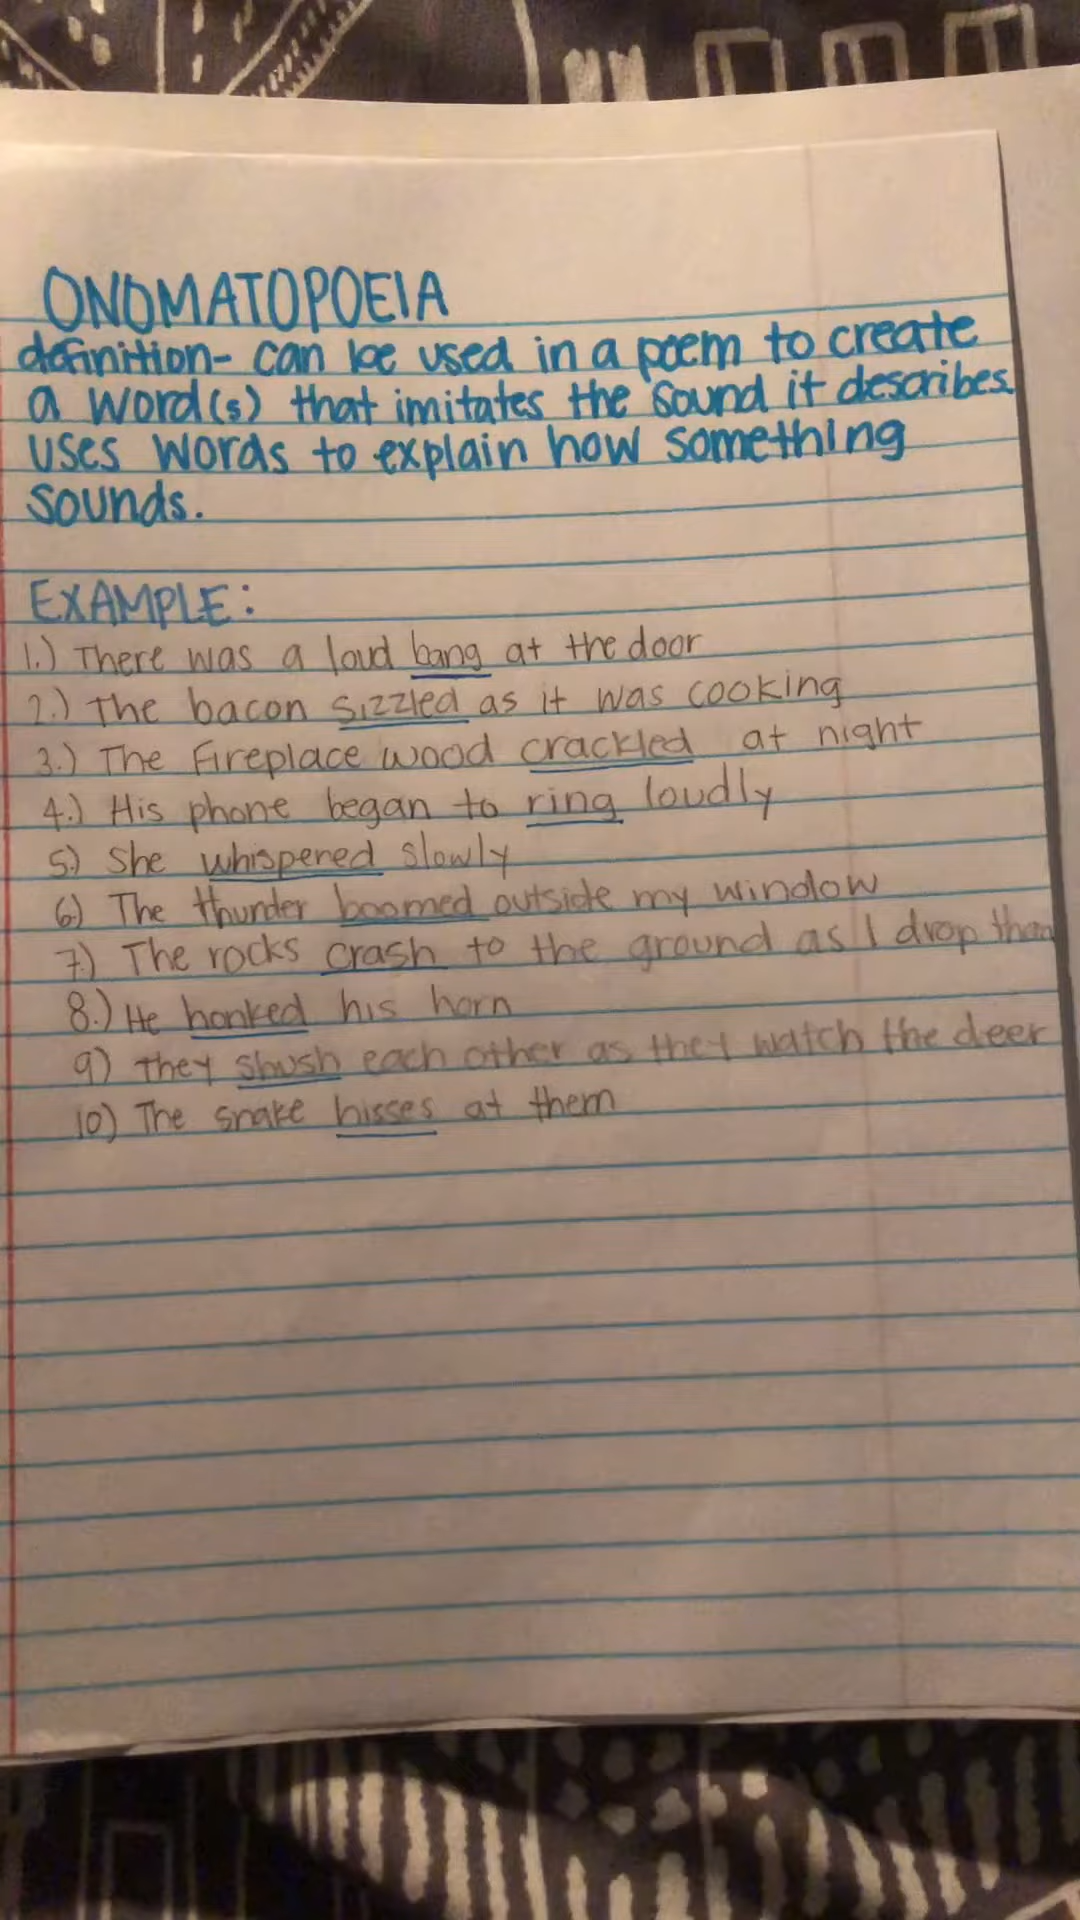 ONOMATOPOEIA
definition- can be used in a poem to create
a word(s) that imitates the sound it describes.
uses words to explain how something
sounds.
EXAMPLE:
1.) There was a loud bang at the door
2.) The bacon sizzled as it was cooking
3.) The fireplace wood crackled at night
4.) His phone began to ring loudly
5.) She whispered slowly
6.) The thunder boomed outside my window
7.) The rocks crash to the ground as I drop them
8.) He honked his horn
9) They shush each other as they watch the deer
10) The snake hisses at them